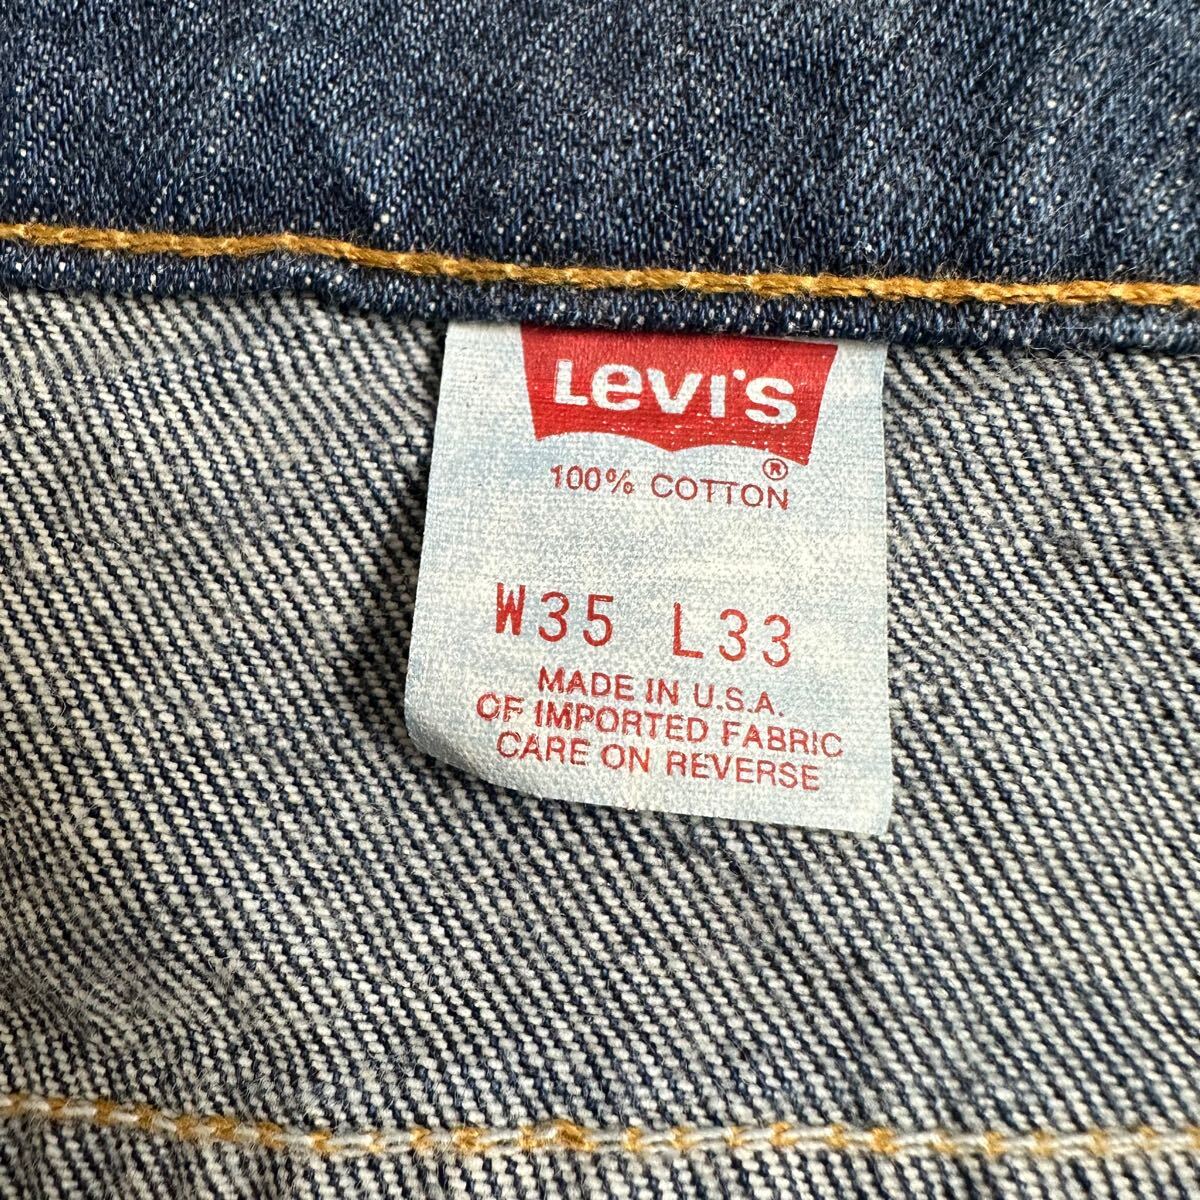 Levi's
®
100% COTTON
W35 L33
MADE IN U.S.A.
OF IMPORTED FABRIC
CARE ON REVERSE